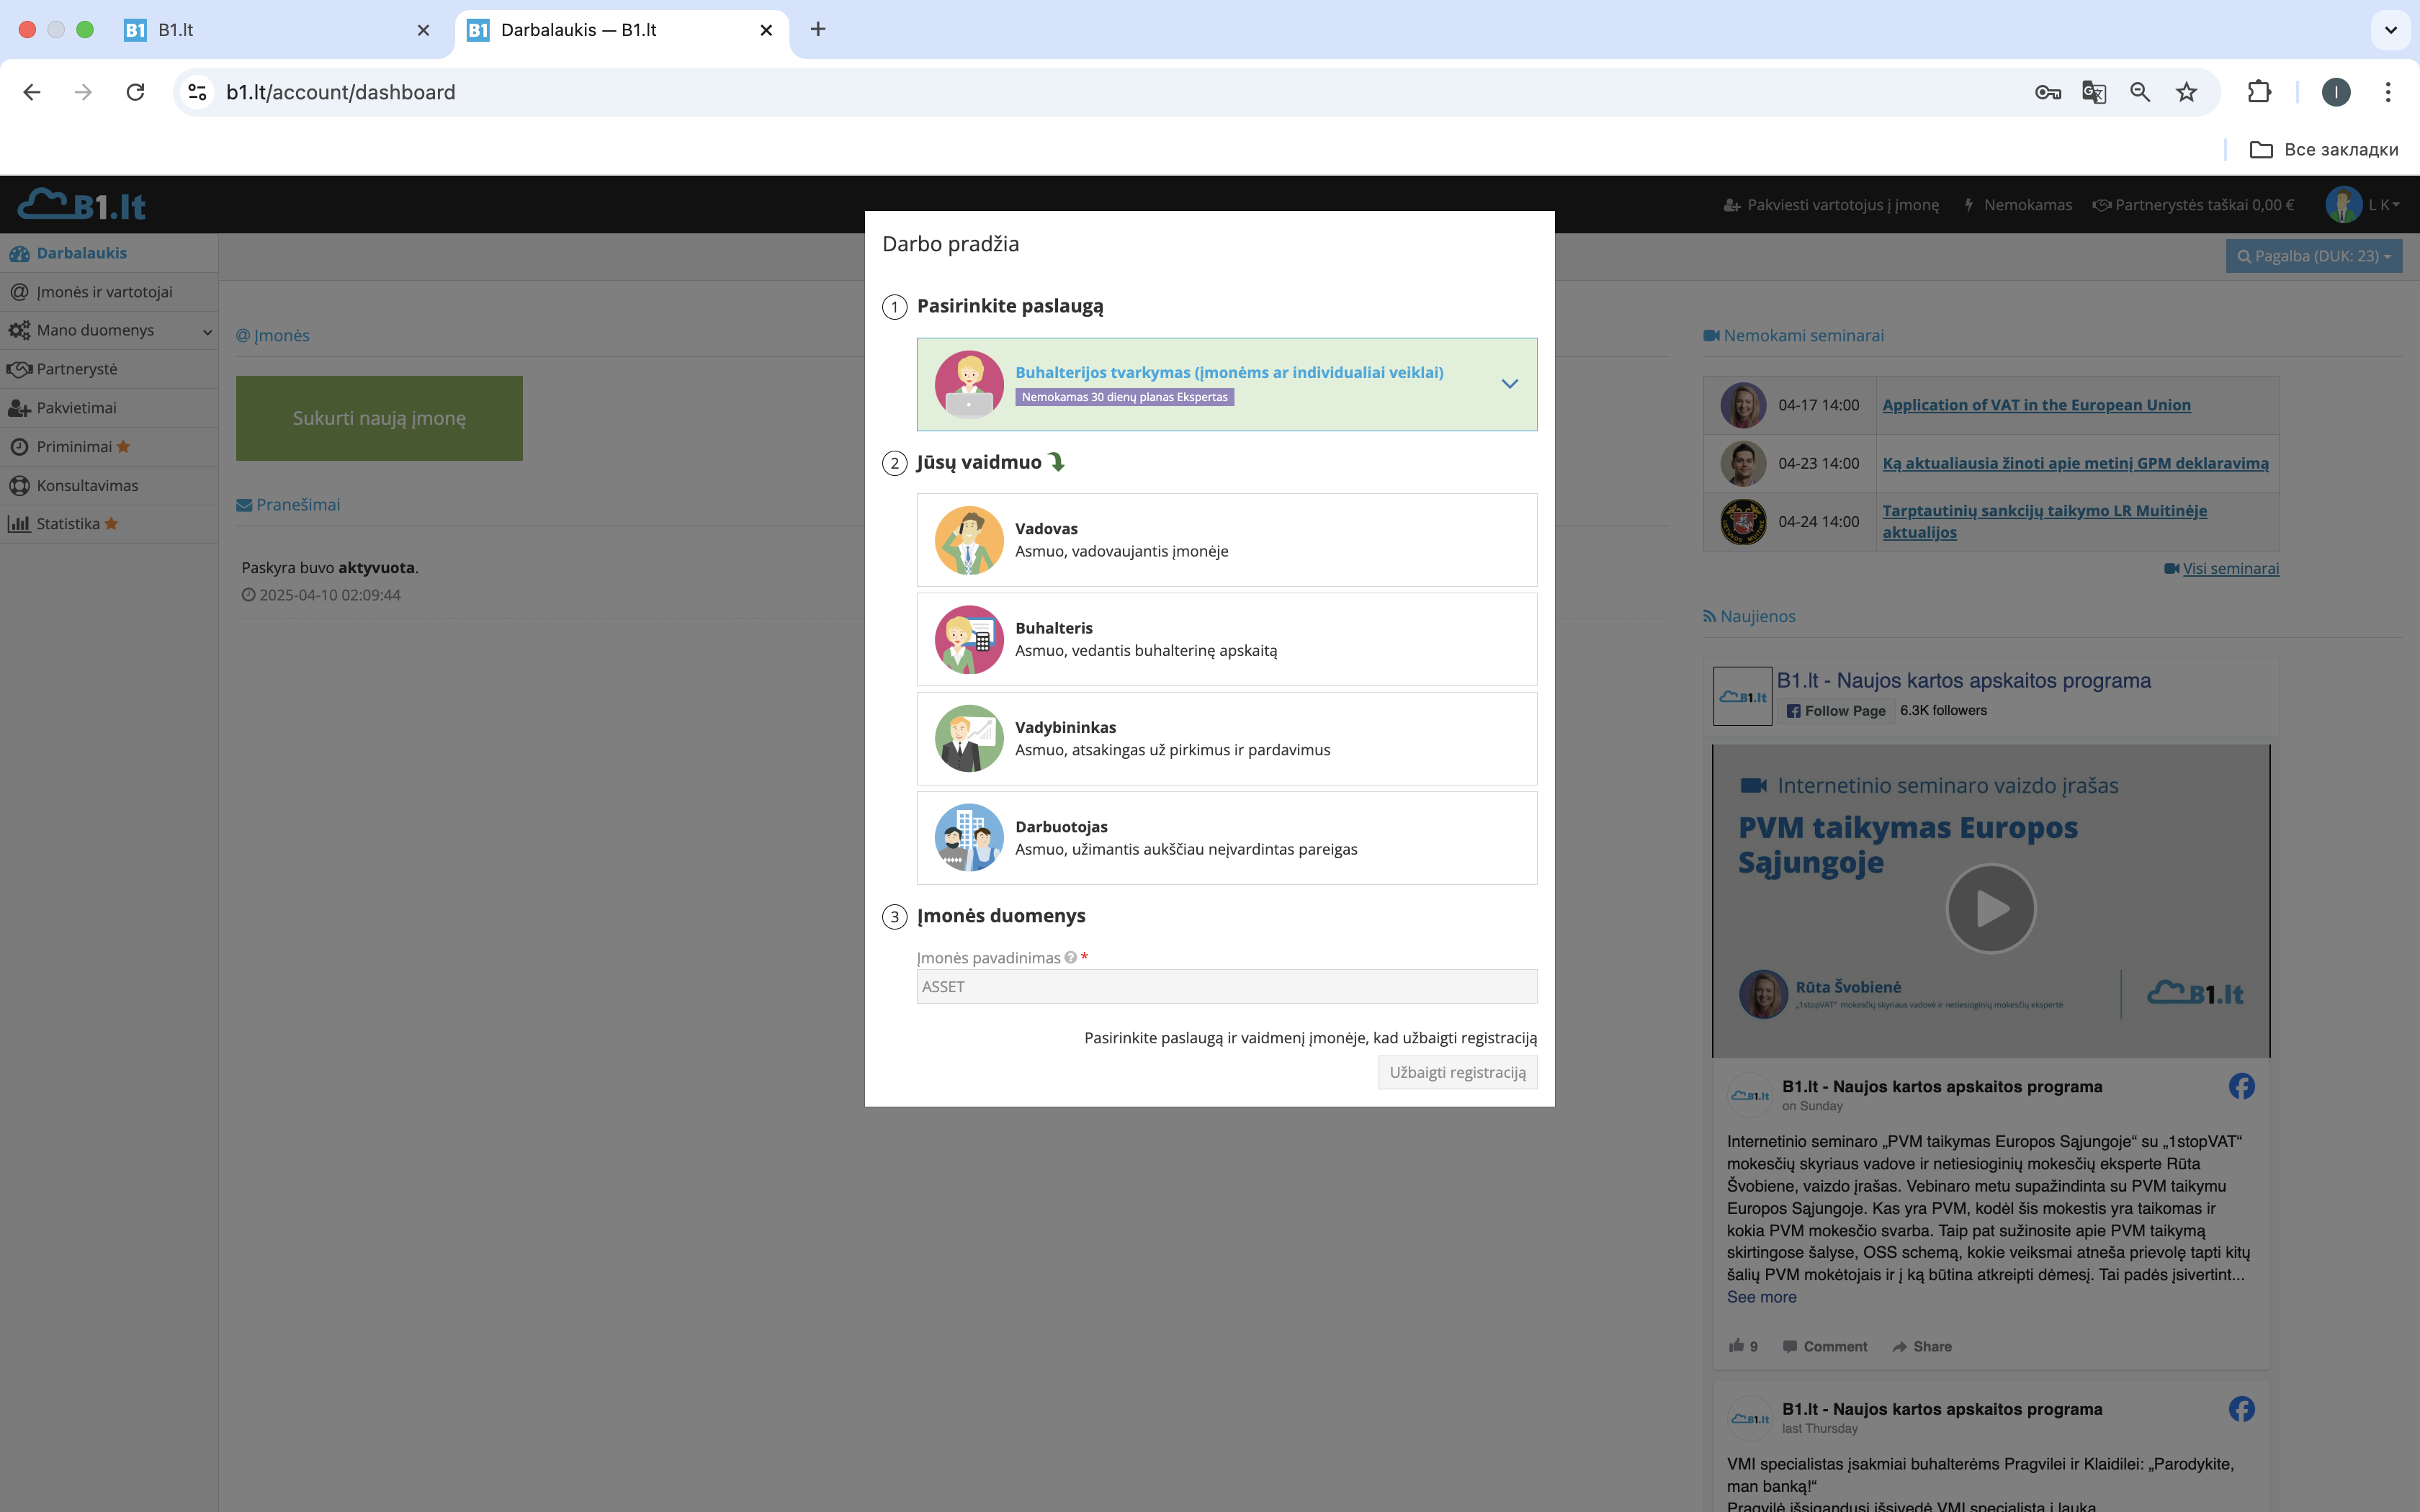 B1 B1.lt
B1 Darbalaukis — B1.lt
b1.lt/account/dashboard
I
Все закладки
B1.lt
Pakviesti vartotojus į įmonę
Nemokamas
Partnerystės taškai 0,00 €
L K
Darbalaukis
Įmonės ir vartotojai
Mano duomenys
Partnerystė
Pakvietimai
Priminimai
Konsultavimas
Statistika
Pagalba (DUK: 23)
@ Įmonės
Sukurti naują įmonę
Pranešimai
Paskyra buvo aktyvuota.
2025-04-10 02:09:44
Darbo pradžia
1 Pasirinkite paslaugą
Buhalterijos tvarkymas (įmonėms ar individualiai veiklai)
Nemokamas 30 dienų planas Ekspertas
2 Jūsų vaidmuo
Vadovas
Asmuo, vadovaujantis įmonėje
Buhalteris
Asmuo, vedantis buhalterinę apskaitą
Vadybininkas
Asmuo, atsakingas už pirkimus ir pardavimus
Darbuotojas
Asmuo, užimantis aukščiau neįvardintas pareigas
3 Įmonės duomenys
Įmonės pavadinimas ? *
ASSET
Pasirinkite paslaugą ir vaidmenį įmonėje, kad užbaigti registraciją
Užbaigti registraciją
Nemokami seminarai
04-17 14:00 Application of VAT in the European Union
04-23 14:00 Ką aktualiausia žinoti apie metinį GPM deklaravimą
04-24 14:00 Tarptautinių sankcijų taikymo LR Muitinėje
aktualijos
Visi seminarai
Naujienos
B1.lt B1.lt - Naujos kartos apskaitos programa
Follow Page 6.3K followers
Internetinio seminaro vaizdo įrašas
PVM taikymas Europos
Sąjungoje
Rūta Švobienė
„1stopVAT“ mokesčių skyriaus vadovė ir netiesioginių mokesčių ekspertė
B1.lt
B1.lt B1.lt - Naujos kartos apskaitos programa
on Sunday
Internetinio seminaro „PVM taikymas Europos Sąjungoje“ su „1stopVAT“
mokesčių skyriaus vadove ir netiesioginių mokesčių eksperte Rūta
Švobiene, vaizdo įrašas. Vebinaro metu supažindinta su PVM taikymu
Europos Sąjungoje. Kas yra PVM, kodėl šis mokestis yra taikomas ir
kokia PVM mokesčio svarba. Taip pat sužinosite apie PVM taikymą
skirtingose šalyse, OSS schemą, kokie veiksmai atneša prievolę tapti kitų
šalių PVM mokėtojais ir į ką būtina atkreipti dėmesį. Tai padės įsivertint...
See more
9 Comment Share
B1.lt B1.lt - Naujos kartos apskaitos programa
last Thursday
VMI specialistas įsakmiai buhalterėms Pragvilei ir Klaidilei: „Parodykite,
man banką!“
Pragvilė išsigandusi išsivedė VMI specialistą į lauką